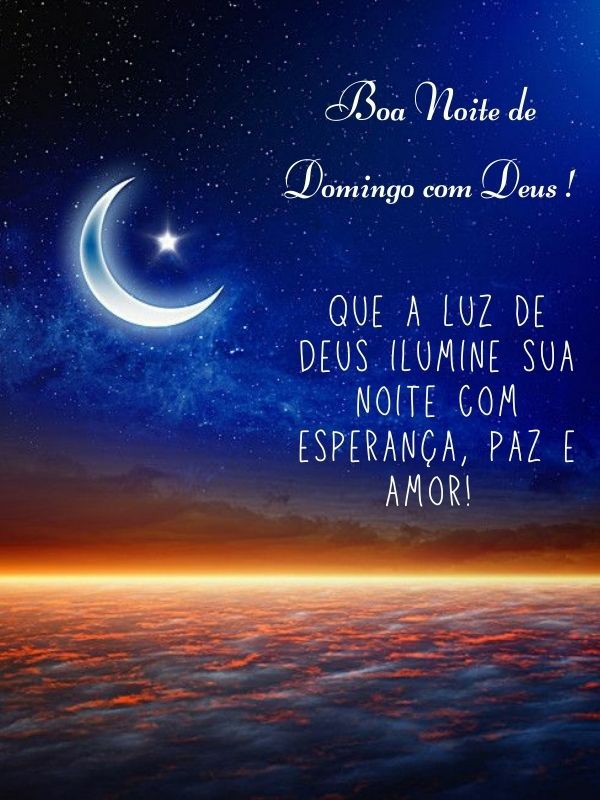 Boa Noite de
Domingo com Deus !
QUE A LUZ DE
DEUS ILUMINE SUA
NOITE COM
ESPERANÇA, PAZ E
AMOR!